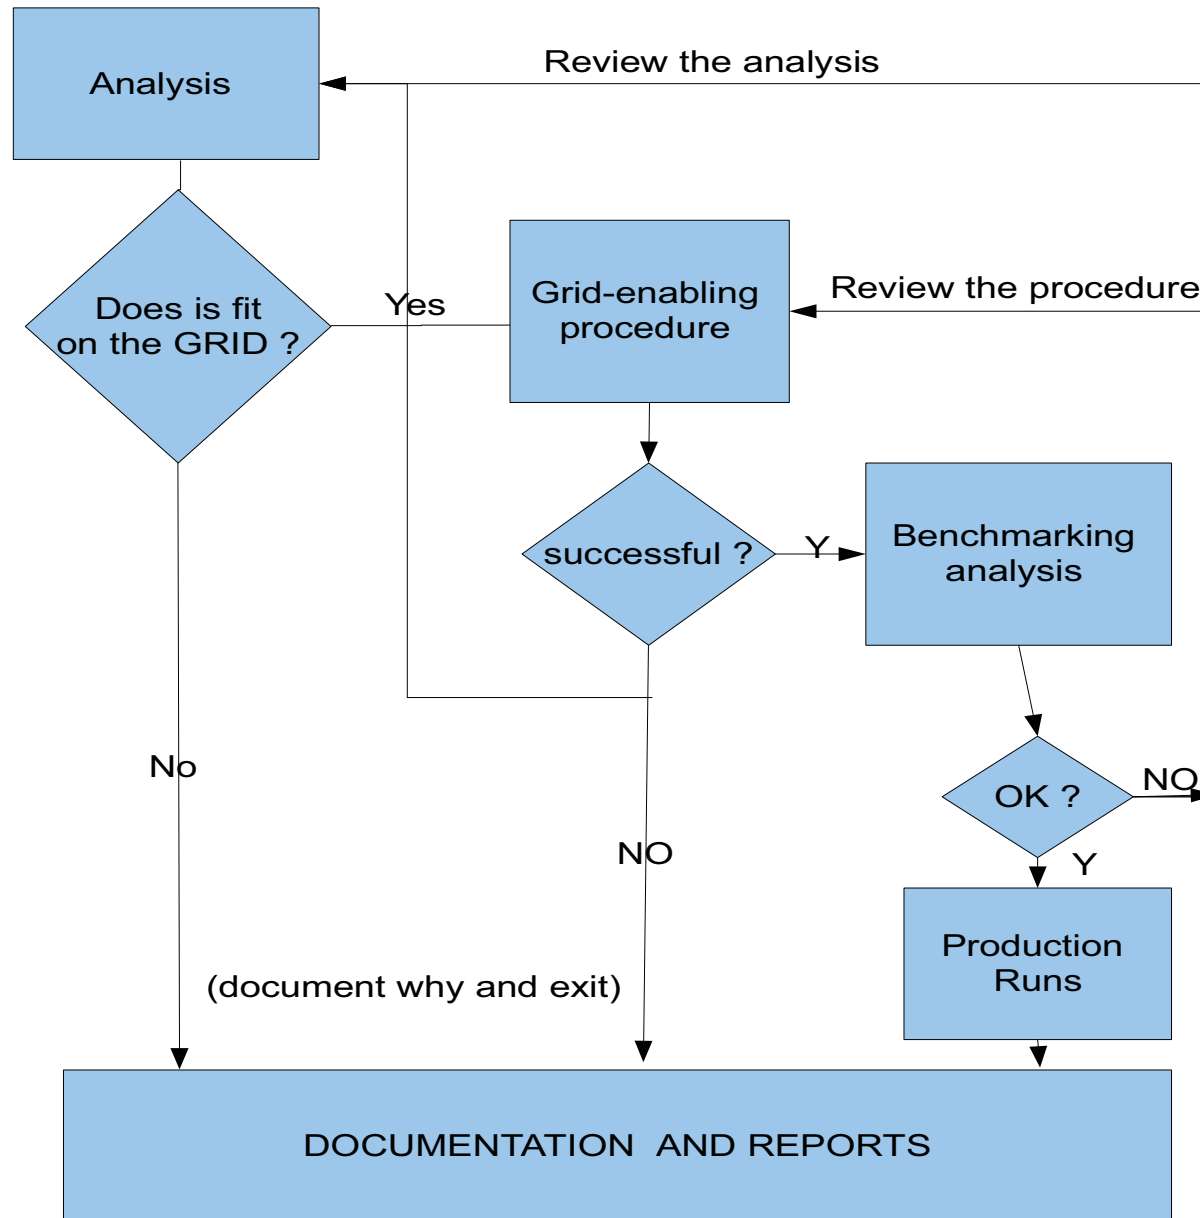 Review the analysis
Analysis
Does is fit
on the GRID ?
Yes
Grid-enabling
procedure
Review the procedure
successful ?
Y
Benchmarking
analysis
No
NO
OK ?
NO
Y
(document why and exit)
Production
Runs
DOCUMENTATION  AND REPORTS